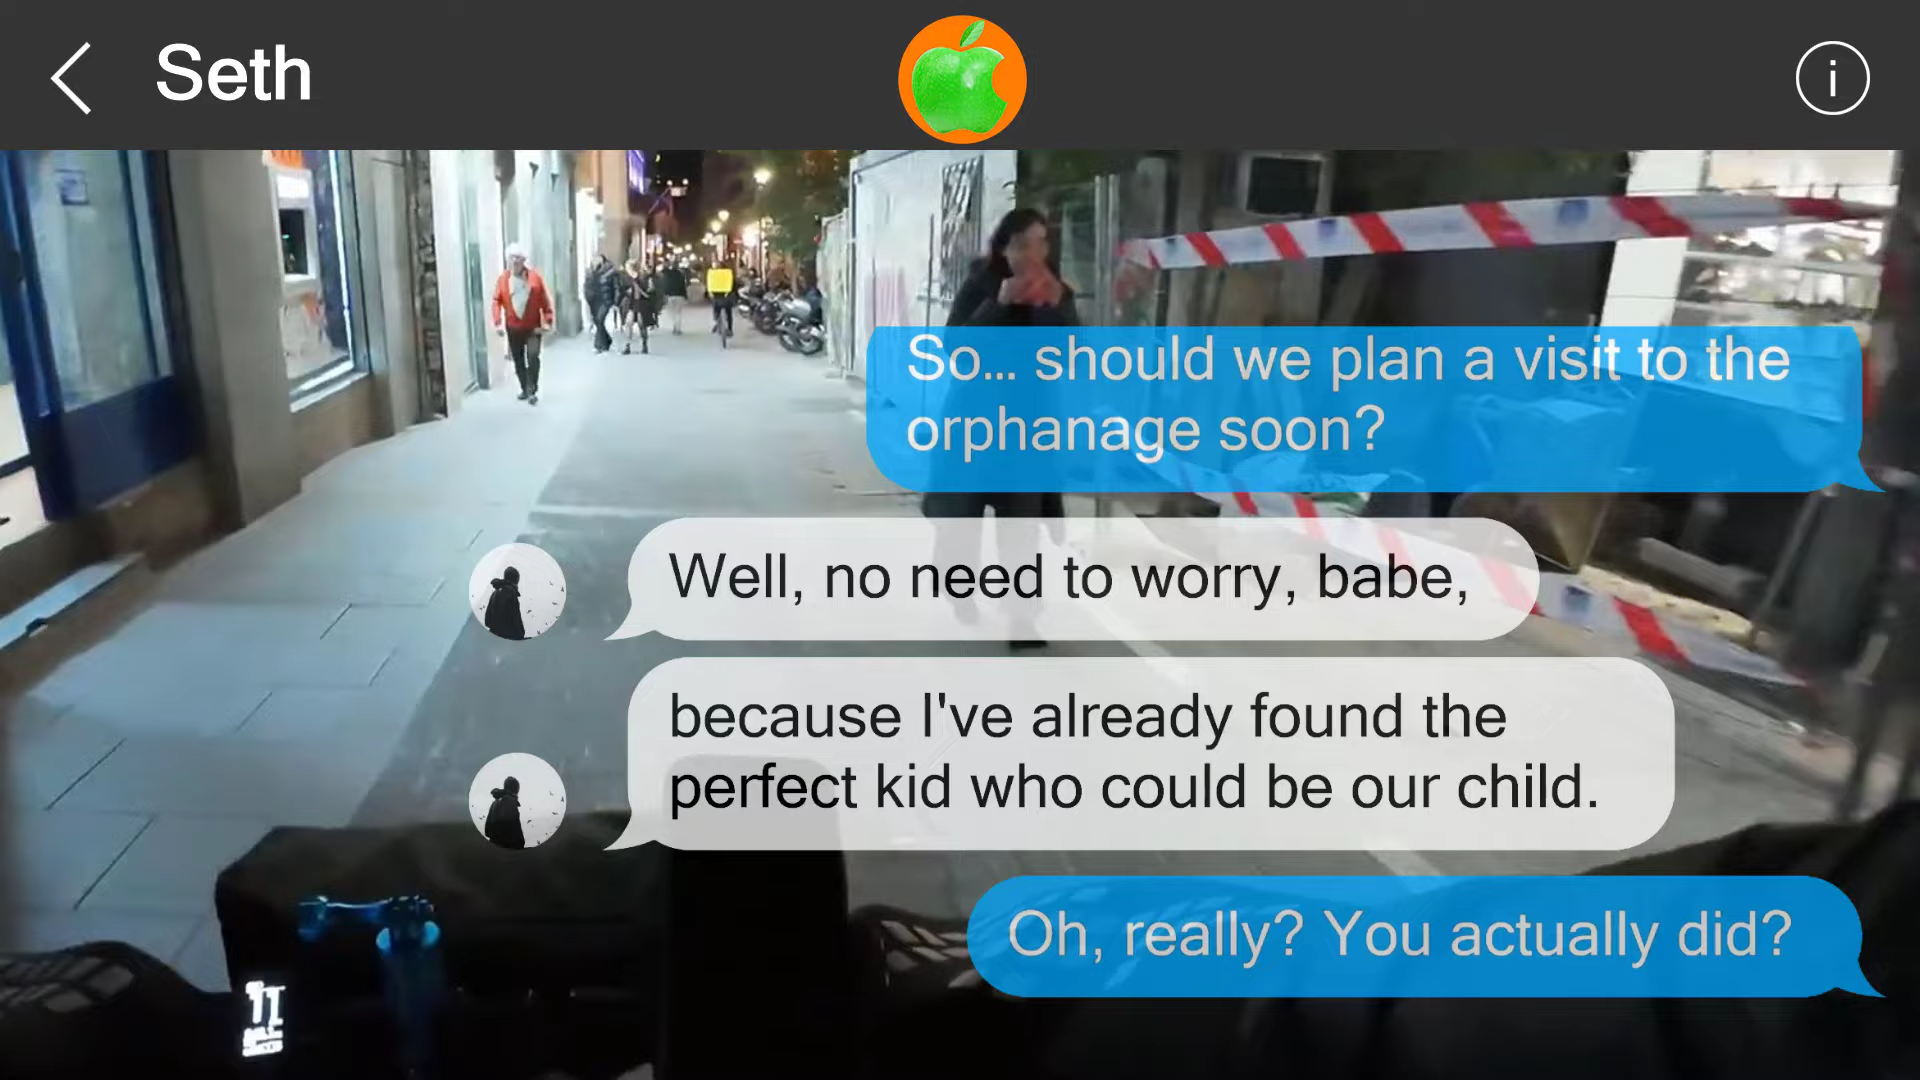 Seth
i
So... should we plan a visit to the
orphanage soon?
Well, no need to worry, babe,
because I've already found the
perfect kid who could be our child.
Oh, really? You actually did?